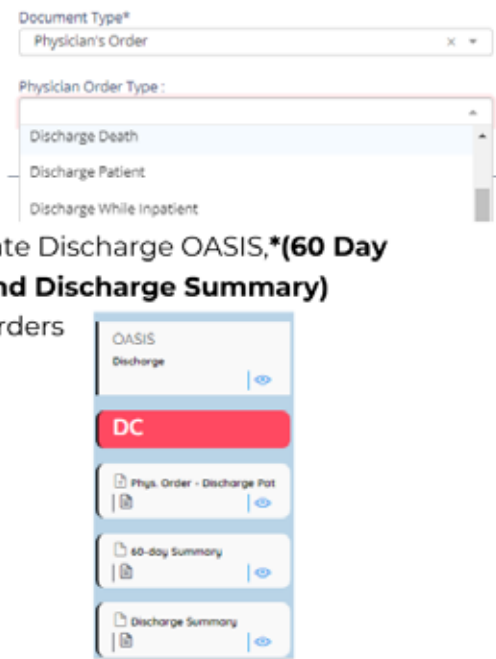 Document Type*
Physician's Order
Physician Order Type :
Discharge Death
Discharge Patient
Discharge While Inpatient
ate Discharge OASIS,*(60 Day
nd Discharge Summary)
rders
OASIS
Discharge
DC
Phys. Order - Discharge Pat
60-day Summary
Discharge Summary